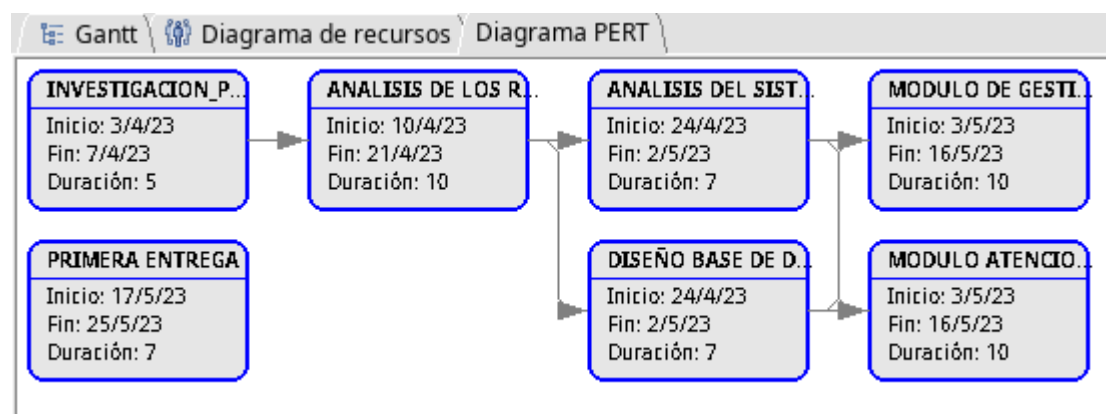 Gantt
Diagrama de recursos
Diagrama PERT
INVESTIGACION_P...
Inicio: 3/4/23
Fin: 7/4/23
Duración: 5
ANALISIS DE LOS R...
Inicio: 10/4/23
Fin: 21/4/23
Duración: 10
ANALISIS DEL SIST...
Inicio: 24/4/23
Fin: 2/5/23
Duración: 7
MODULO DE GESTI...
Inicio: 3/5/23
Fin: 16/5/23
Duración: 10
PRIMERA ENTREGA
Inicio: 17/5/23
Fin: 25/5/23
Duración: 7
DISEÑO BASE DE D...
Inicio: 24/4/23
Fin: 2/5/23
Duración: 7
MODULO ATENCIO...
Inicio: 3/5/23
Fin: 16/5/23
Duración: 10